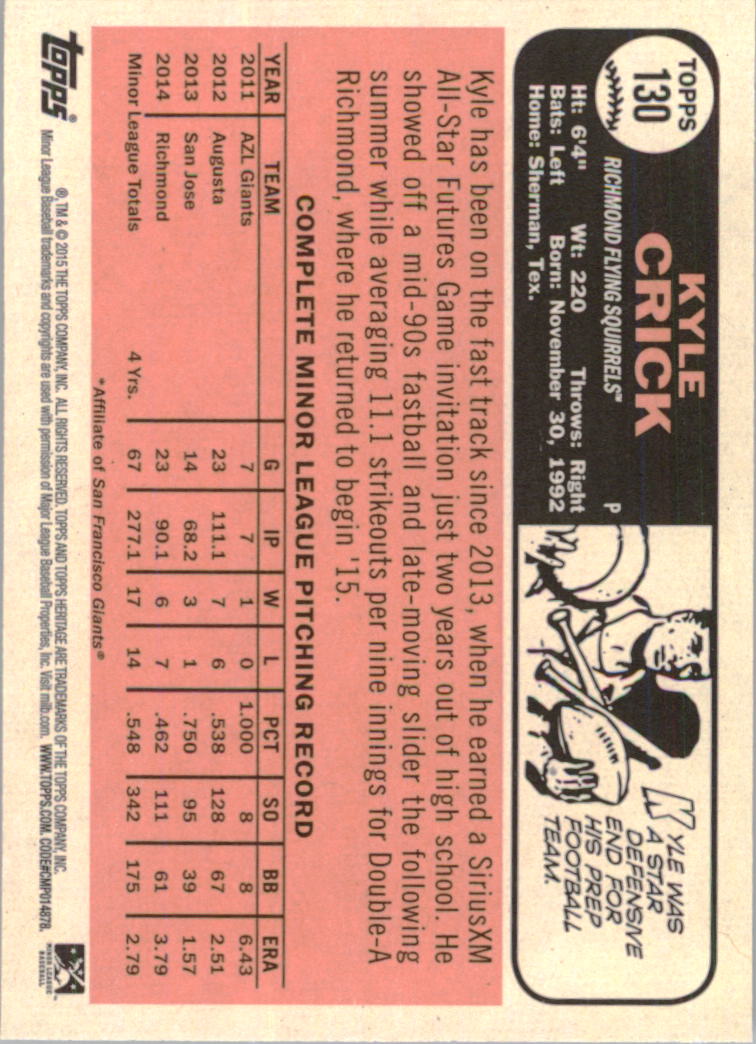 TOPPS
130
KYLE
CRICK
RICHMOND FLYING SQUIRRELS™ P
Ht: 6'4" Wt: 220 Throws: Right
Bats: Left Born: November 30, 1992
Home: Sherman, Tex.
KYLE WAS
A STAR
DEFENSIVE
END FOR
HIS PREP
FOOTBALL
TEAM.
Kyle has been on the fast track since 2013, when he earned a SiriusXM
All-Star Futures Game invitation just two years out of high school. He
showed off a mid-90s fastball and late-moving slider the following
summer while averaging 11.1 strikeouts per nine innings for Double-A
Richmond, where he returned to begin '15.
COMPLETE MINOR LEAGUE PITCHING RECORD
YEAR TEAM G IP W L PCT SO BB ERA
2011 AZL Giants 7 7 1 0 1.000 8 8 6.43
2012 Augusta 23 111.1 7 6 .538 128 67 2.51
2013 San Jose 14 68.2 3 1 .750 95 39 1.57
2014 Richmond 23 90.1 6 7 .462 111 61 3.79
Minor League Totals 4 Yrs. 67 277.1 17 14 .548 342 175 2.79
*Affiliate of San Francisco Giants®
topps®
®, TM & © 2015 THE TOPPS COMPANY, INC. ALL RIGHTS RESERVED. TOPPS AND TOPPS HERITAGE ARE TRADEMARKS OF THE TOPPS COMPANY, INC.
Minor League Baseball trademarks and copyrights are used with permission of Major League Baseball Properties, Inc. Visit milb.com. WWW.TOPPS.COM. CODE#CMP014878.
MINOR LEAGUE
BASEBALL